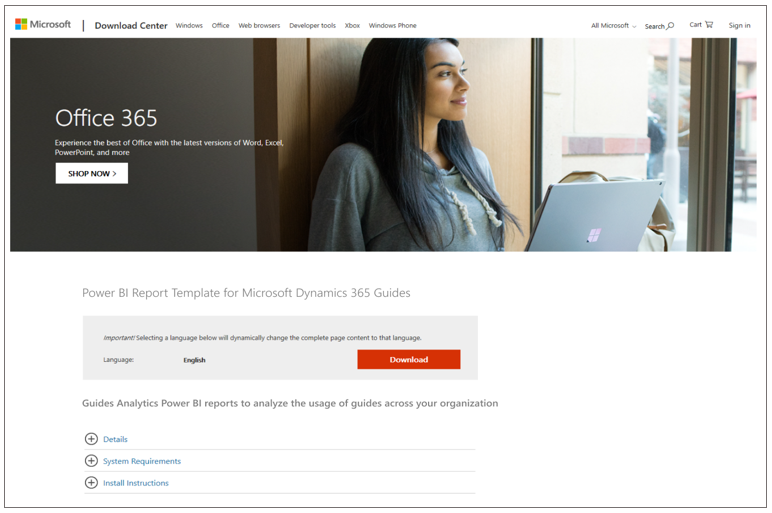 Microsoft | Download Center Windows Office Web browsers Developer tools Xbox Windows Phone All Microsoft Search Cart Sign in
Office 365
Experience the best of Office with the latest versions of Word, Excel,
PowerPoint, and more
SHOP NOW >
Power BI Report Template for Microsoft Dynamics 365 Guides
Important! Selecting a language below will dynamically change the complete page content to that language.
Language: English Download
Guides Analytics Power BI reports to analyze the usage of guides across your organization
Details
System Requirements
Install Instructions